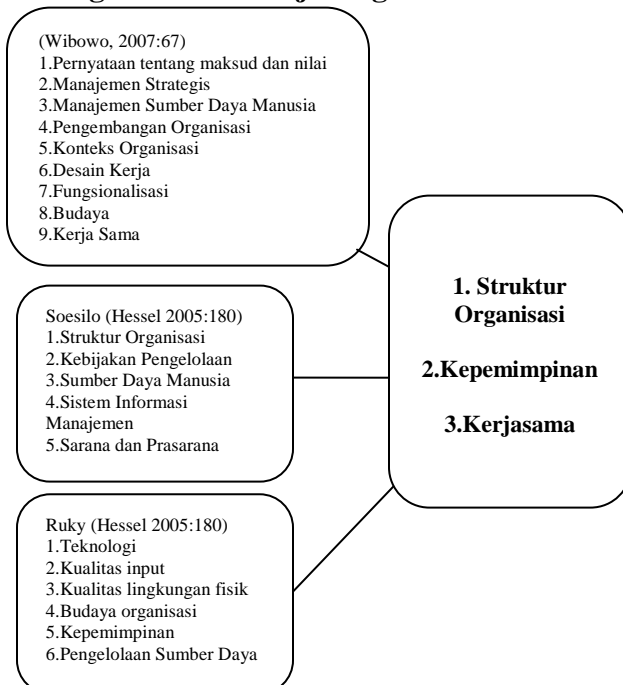 (Wibowo, 2007:67)
1.Pernyataan tentang maksud dan nilai
2.Manajemen Strategis
3.Manajemen Sumber Daya Manusia
4.Pengembangan Organisasi
5.Konteks Organisasi
6.Desain Kerja
7.Fungsionalisasi
8.Budaya
9.Kerja Sama
Soesilo (Hessel 2005:180)
1.Struktur Organisasi
2.Kebijakan Pengelolaan
3.Sumber Daya Manusia
4.Sistem Informasi
Manajemen
5.Sarana dan Prasarana
Ruky (Hessel 2005:180)
1.Teknologi
2.Kualitas input
3.Kualitas lingkungan fisik
4.Budaya organisasi
5.Kepemimpinan
6.Pengelolaan Sumber Daya
1. Struktur
Organisasi
2.Kepemimpinan
3.Kerjasama